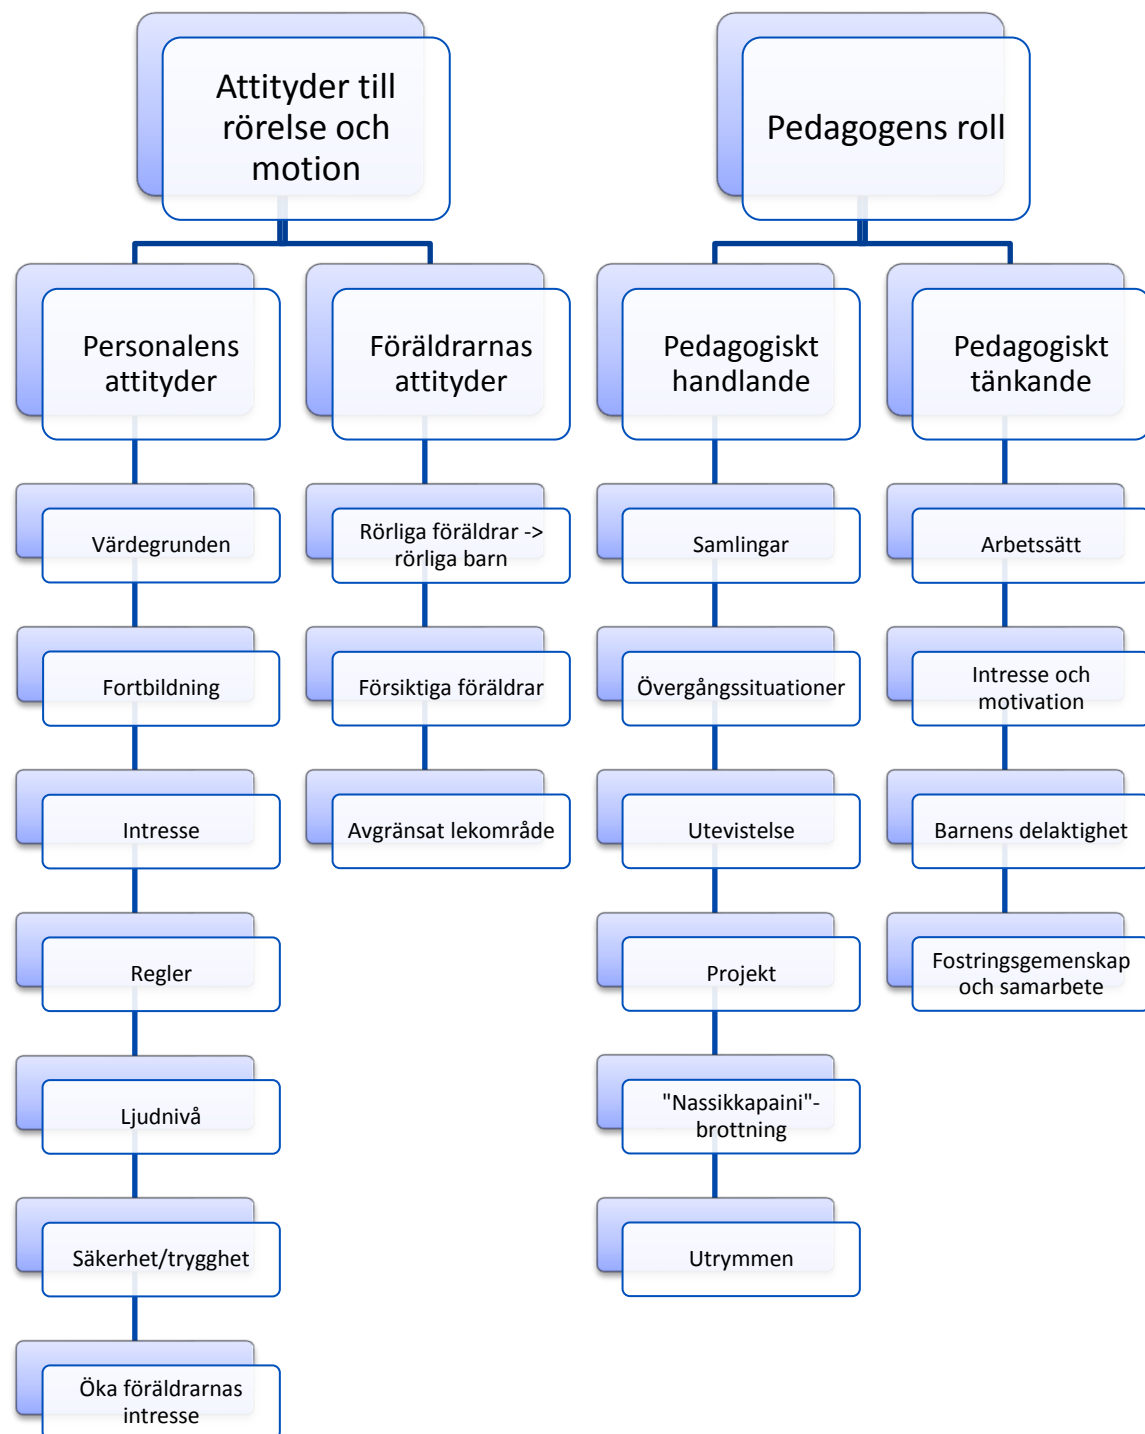 Attityder till
rörelse och
motion
Pedagogens roll
Personalens
attityder
Föräldrarnas
attityder
Pedagogiskt
handlande
Pedagogiskt
tänkande
Värdegrunden
Fortbildning
Intresse
Regler
Ljudnivå
Säkerhet/trygghet
Öka föräldrarnas
intresse
Rörliga föräldrar ->
rörliga barn
Försiktiga föräldrar
Avgränsat lekområde
Samlingar
Övergångssituationer
Utevistelse
Projekt
"Nassikkapaini"-
brottning
Utrymmen
Arbetssätt
Intresse och
motivation
Barnens delaktighet
Fostringsgemenskap
och samarbete